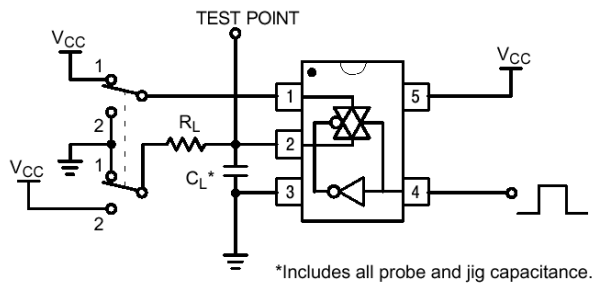 TEST POINT
VCC
1
2
1
VCC
2
RL
CL*
1
2
3
5
4
VCC
*Includes all probe and jig capacitance.